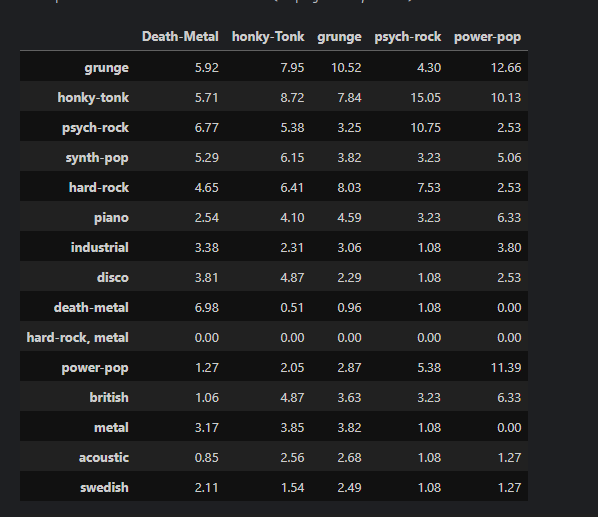 Death-Metal honky-Tonk grunge psych-rock power-pop
grunge 5.92 7.95 10.52 4.30 12.66
honky-tonk 5.71 8.72 7.84 15.05 10.13
psych-rock 6.77 5.38 3.25 10.75 2.53
synth-pop 5.29 6.15 3.82 3.23 5.06
hard-rock 4.65 6.41 8.03 7.53 2.53
piano 2.54 4.10 4.59 3.23 6.33
industrial 3.38 2.31 3.06 1.08 3.80
disco 3.81 4.87 2.29 1.08 2.53
death-metal 6.98 0.51 0.96 1.08 0.00
hard-rock, metal 0.00 0.00 0.00 0.00 0.00
power-pop 1.27 2.05 2.87 5.38 11.39
british 1.06 4.87 3.63 3.23 6.33
metal 3.17 3.85 3.82 1.08 0.00
acoustic 0.85 2.56 2.68 1.08 1.27
swedish 2.11 1.54 2.49 1.08 1.27